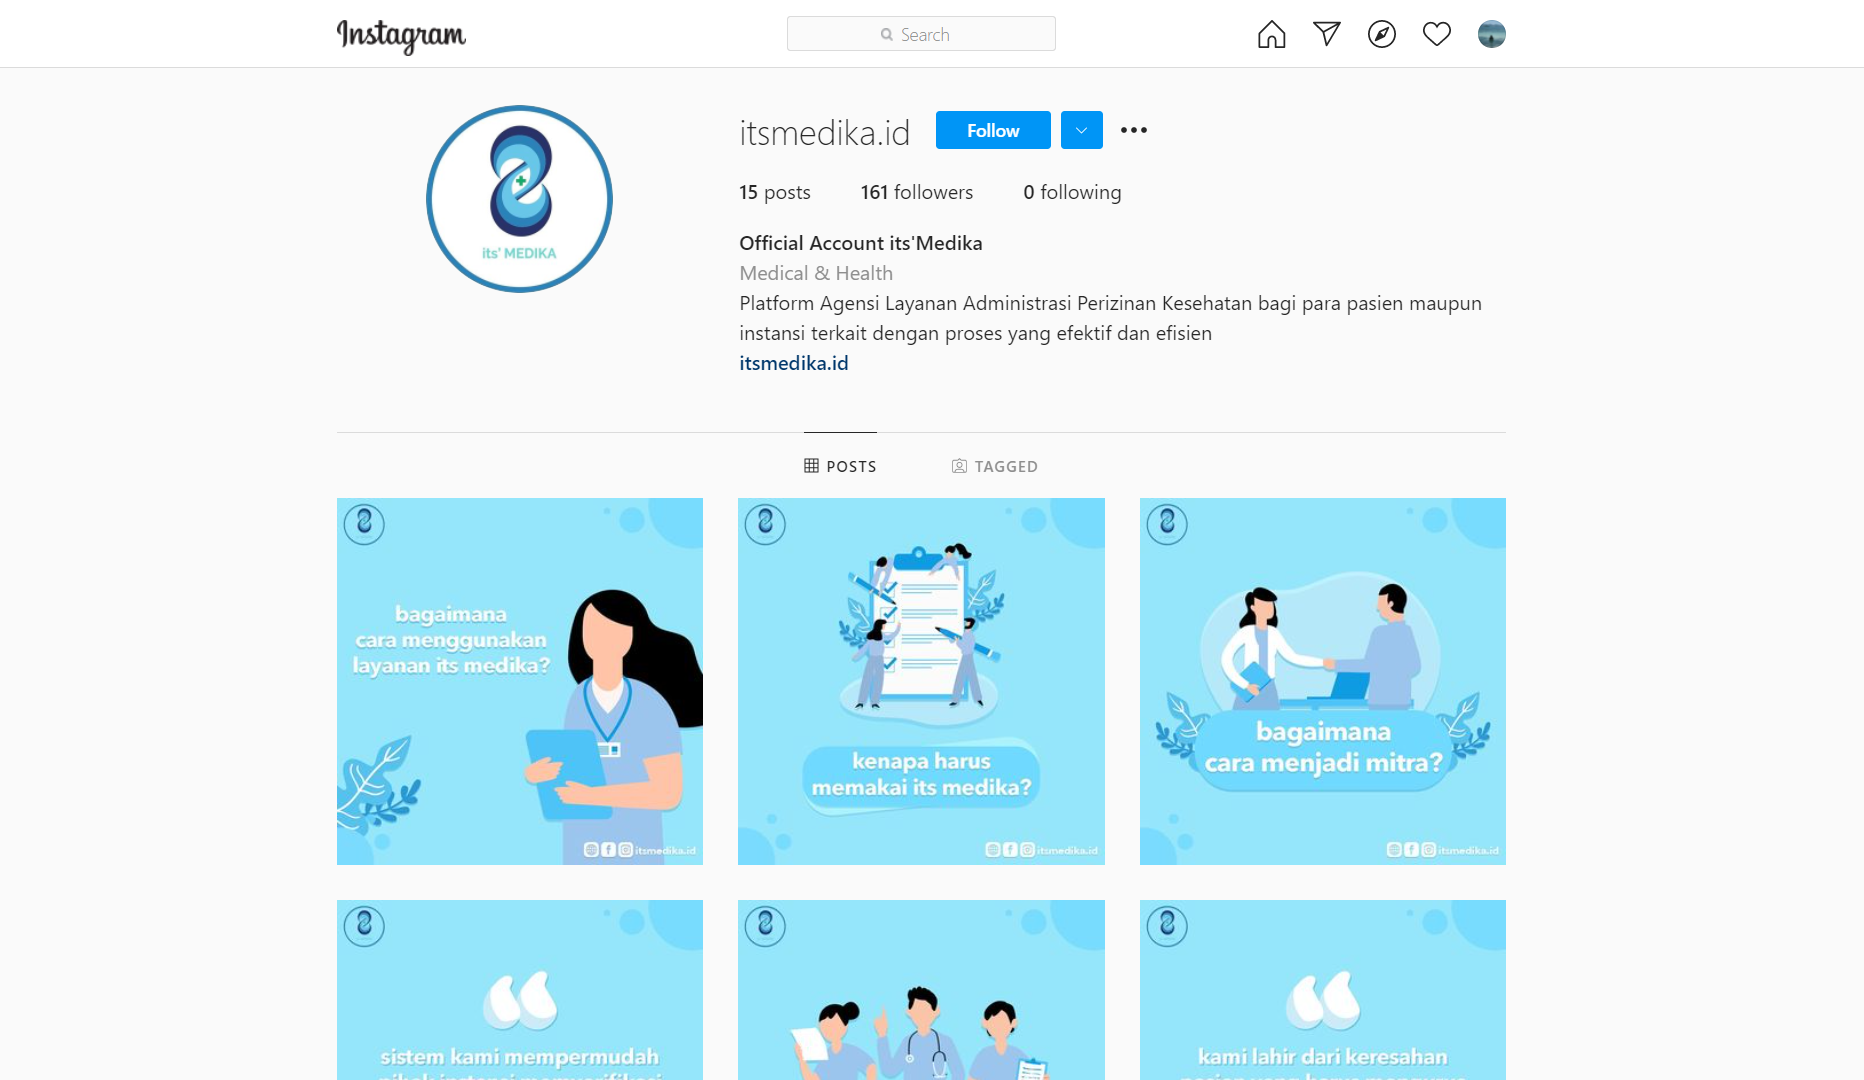 Instagram
Search
itsmedika.id
Follow
15 posts
161 followers
0 following
its' MEDIKA
Official Account its'Medika
Medical & Health
Platform Agensi Layanan Administrasi Perizinan Kesehatan bagi para pasien maupun
instansi terkait dengan proses yang efektif dan efisien
itsmedika.id
POSTS
TAGGED
bagaimana
cara menggunakan
layanan its medika?
itsmedika.id
kenapa harus
memakai its medika?
itsmedika.id
bagaimana
cara menjadi mitra?
itsmedika.id
sistem kami mempermudah
kami lahir dari keresahan